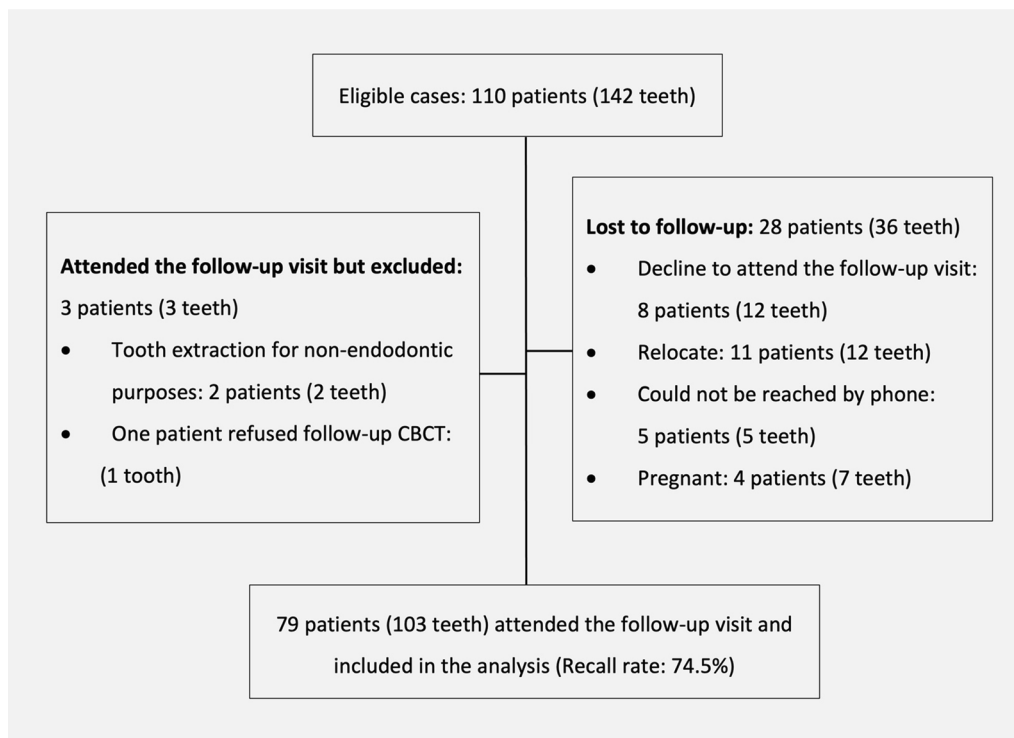 Eligible cases: 110 patients (142 teeth)
Attended the follow-up visit but excluded:
3 patients (3 teeth)
• Tooth extraction for non-endodontic
purposes: 2 patients (2 teeth)
• One patient refused follow-up CBCT:
(1 tooth)
Lost to follow-up: 28 patients (36 teeth)
• Decline to attend the follow-up visit:
8 patients (12 teeth)
• Relocate: 11 patients (12 teeth)
• Could not be reached by phone:
5 patients (5 teeth)
• Pregnant: 4 patients (7 teeth)
79 patients (103 teeth) attended the follow-up visit and
included in the analysis (Recall rate: 74.5%)